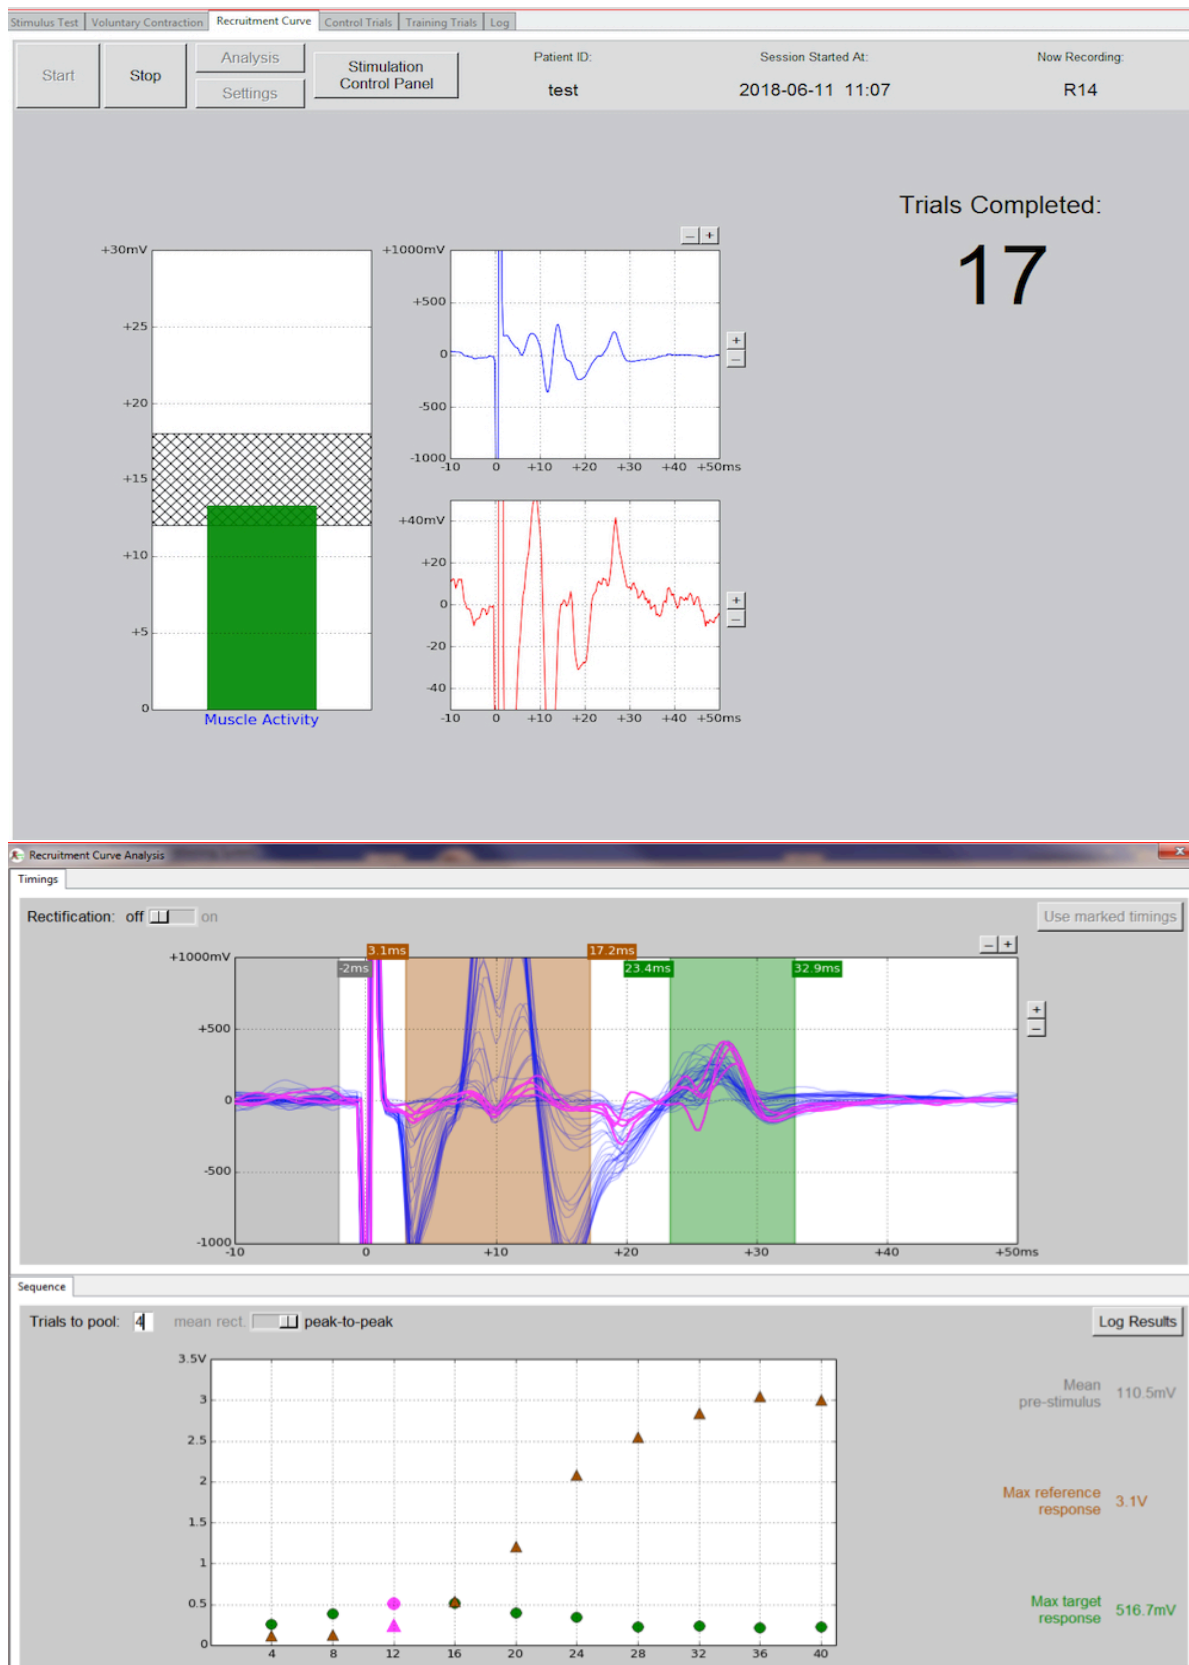 Stimulus Test Voluntary Contraction Recruitment Curve Control Trials Training Trials Log
Start
Stop
Analysis
Settings
Stimulation
Control Panel
Patient ID:
test
Session Started At:
2018-06-11 11:07
Now Recording:
R14
Trials Completed:
17
+30mV
+25
+20
+15
+10
+5
0
Muscle Activity
− +
+1000mV
+500
0
-500
-1000
-10 0 +10 +20 +30 +40 +50ms
+
−
+40mV
+20
0
-20
-40
-10 0 +10 +20 +30 +40 +50ms
+
−
Recruitment Curve Analysis
x
Timings
Rectification: off on
Use marked timings
− +
3.1ms 17.2ms
-2ms 23.4ms 32.9ms
+1000mV
+500
0
-500
-1000
-10 0 +10 +20 +30 +40 +50ms
+
−
Sequence
Trials to pool: 4 mean rect. peak-to-peak
Log Results
3.5V
3
2.5
2
1.5
1
0.5
0
4 8 12 16 20 24 28 32 36 40
Mean
pre-stimulus 110.5mV
Max reference
response 3.1V
Max target
response 516.7mV